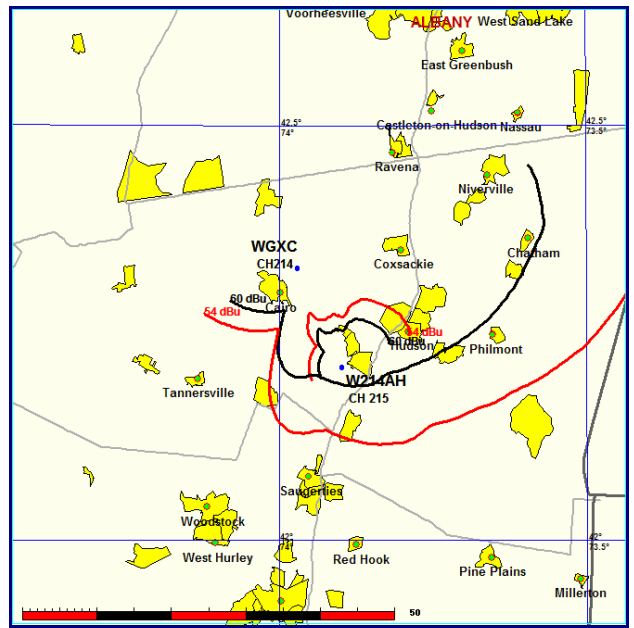 Voorheesville
ALBANY
West Sand Lake
East Greenbush
42.5°
74°
42.5°
73.5°
Castleton-on-Hudson
Nassau
Ravena
Niverville
WGXC
CH214
Coxsackie
Chatham
60 dBu
54 dBu
Cairo
54 dBu
60 dBu
Hudson
Philmont
W214AH
CH 215
Tannersville
Saugerties
Woodstock
42°
74°
42°
73.5°
West Hurley
Red Hook
Pine Plains
Millerton
50